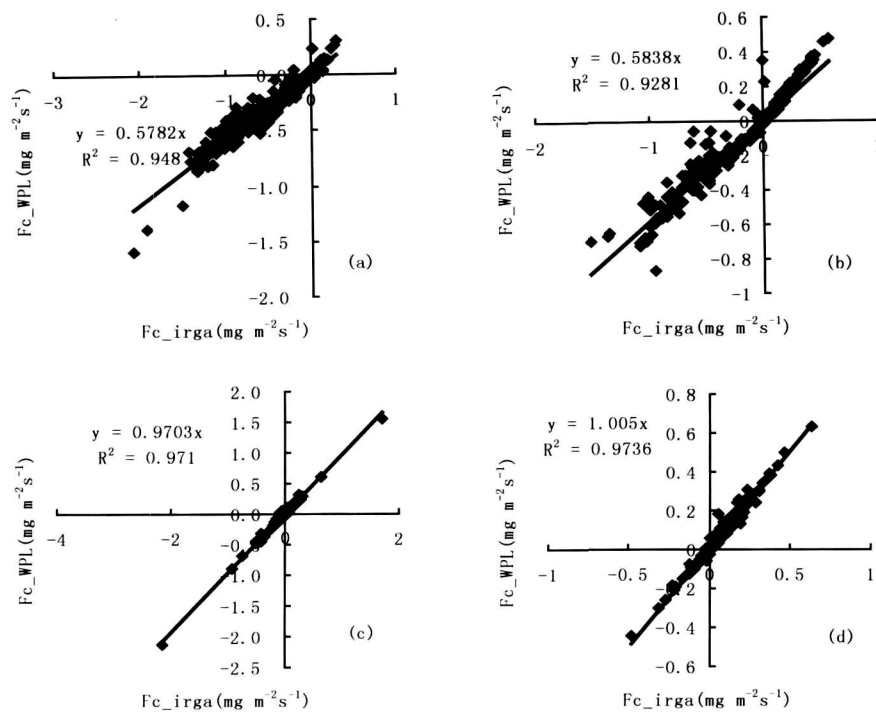 0.5
0.0
-3
-2
-1
0
1
-0.5
y = 0.5782x
R² = 0.948
-1.0
-1.5
-2.0
(a)
Fc_WPL(mg m⁻²s⁻¹)
Fc_irga(mg m⁻²s⁻¹)
0.6
0.4
0.2
0
y = 0.5838x
R² = 0.9281
-2
-1
0
1
-0.2
-0.4
-0.6
-0.8
-1
(b)
Fc_WPL(mg m⁻²s⁻¹)
Fc_irga(mg m⁻²s⁻¹)
2.0
1.5
1.0
0.5
0.0
y = 0.9703x
R² = 0.971
-4
-2
0
2
-0.5
-1.0
-1.5
-2.0
-2.5
(c)
Fc_WPL(mg m⁻²s⁻¹)
Fc_irga(mg m⁻²s⁻¹)
0.8
0.6
0.4
0.2
0
y = 1.005x
R² = 0.9736
-1
-0.5
0
0.5
1
-0.2
-0.4
-0.6
(d)
Fc_WPL(mg m⁻²s⁻¹)
Fc_irga(mg m⁻²s⁻¹)